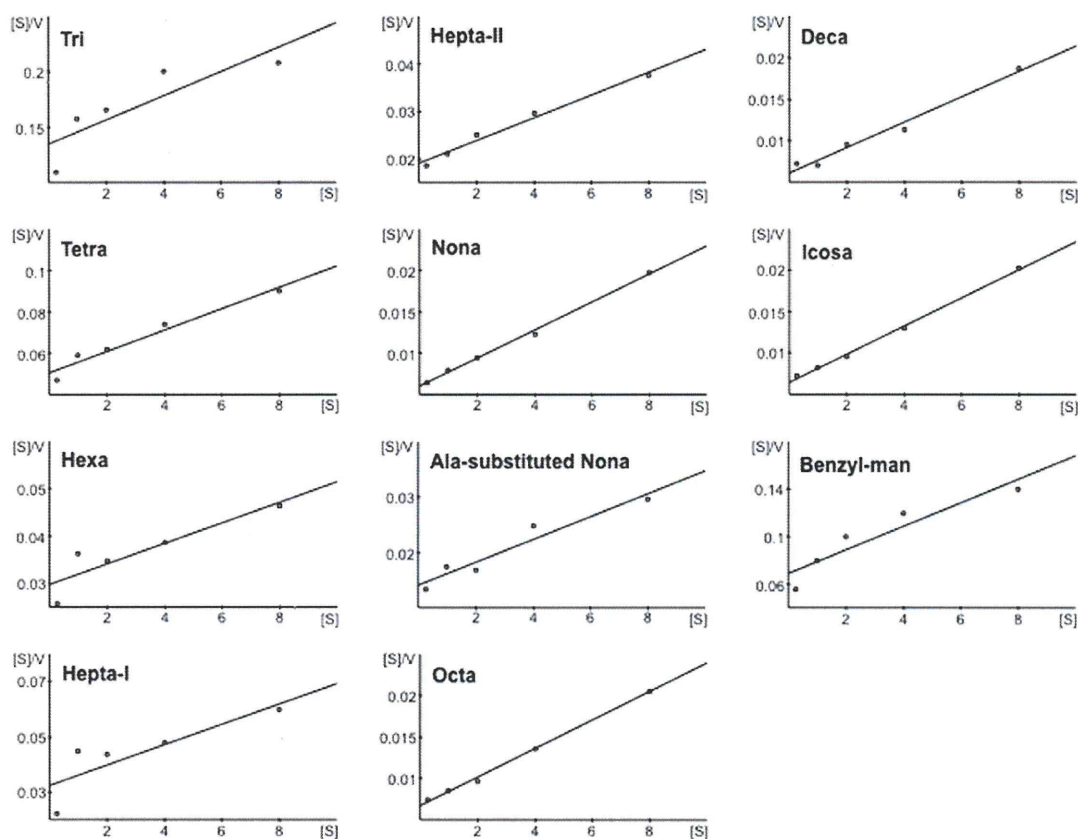 [S]/V
Tri
0.2
0.15
2 4 6 8 [S]
[S]/V
Hepta-II
0.04
0.03
0.02
2 4 6 8 [S]
[S]/V
Deca
0.02
0.015
0.01
2 4 6 8 [S]
[S]/V
Tetra
0.1
0.08
0.06
2 4 6 8 [S]
[S]/V
Nona
0.02
0.015
0.01
2 4 6 8 [S]
[S]/V
Icosa
0.02
0.015
0.01
2 4 6 8 [S]
[S]/V
Hexa
0.05
0.04
0.03
2 4 6 8 [S]
[S]/V
Ala-substituted Nona
0.03
0.02
2 4 6 8 [S]
[S]/V
Benzyl-man
0.14
0.1
0.06
2 4 6 8 [S]
[S]/V
Hepta-I
0.07
0.05
0.03
2 4 6 8 [S]
[S]/V
Octa
0.02
0.015
0.01
2 4 6 8 [S]